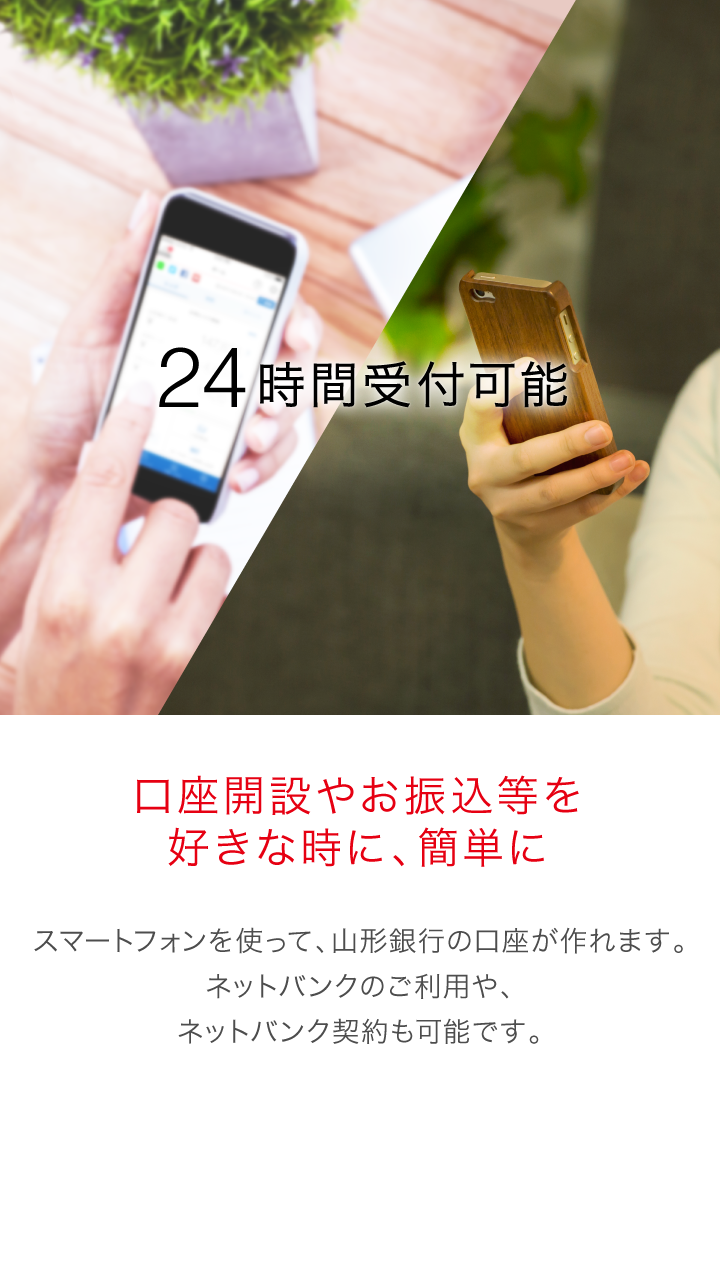 24時間受付可能
口座開設やお振込等を
好きな時に、簡単に
スマートフォンを使って、山形銀行の口座が作れます。
ネットバンクのご利用や、
ネットバンク契約も可能です。